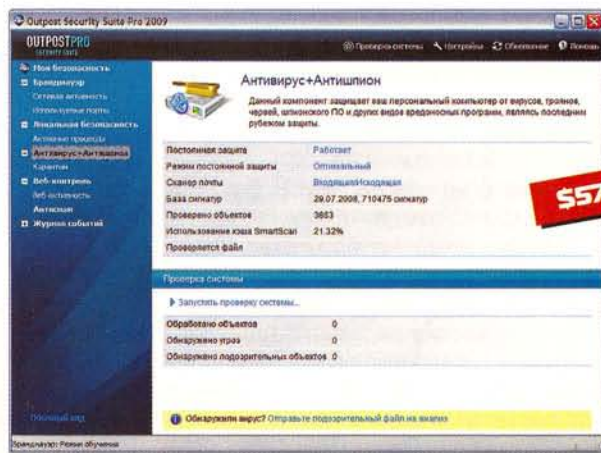 Outpost Security Suite Pro 2009
OUTPOSTPRO
SECURITY SUITE
Проверка системы Настройки Обновление Помощь
Моя безопасность
Брандмауэр
Сетевая активность
Используемые порты
Локальная безопасность
Активные процессы
Антивирус+Антишпион
Карантин
Веб-контроль
Веб-активность
Антиспам
Журнал событий
Антивирус+Антишпион
Данный компонент защищает ваш персональный компьютер от вирусов, троянов,
червей, шпионского ПО и других видов вредоносных программ, являясь последним
рубежом защиты.
Постоянная защита Работает
Режим постоянной защиты Оптимальный
Сканер почты Входящая/Исходящая
База сигнатур 29.07.2008, 710475 сигнатур
Проверено объектов 3683
Использование кэша SmartScan 21.32%
Проверяется файл
$57
Проверка системы
Запустить проверку системы...
Обработано объектов 0
Обнаружено угроз 0
Обнаружено подозрительных объектов 0
Обнаружили вирус? Отправьте подозрительный файл на анализ
Брандмауэр: Режим обучения